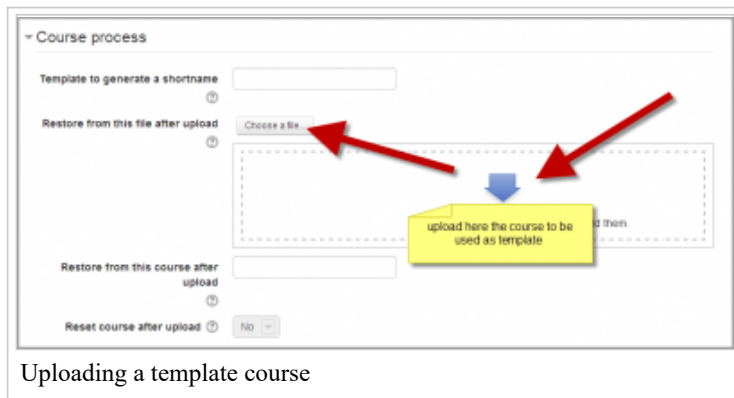 Course process
Template to generate a shortname
Restore from this file after upload
Choose a file...
upload here the course to be
used as template
d them.
Restore from this course after
upload
Reset course after upload
No
Uploading a template course